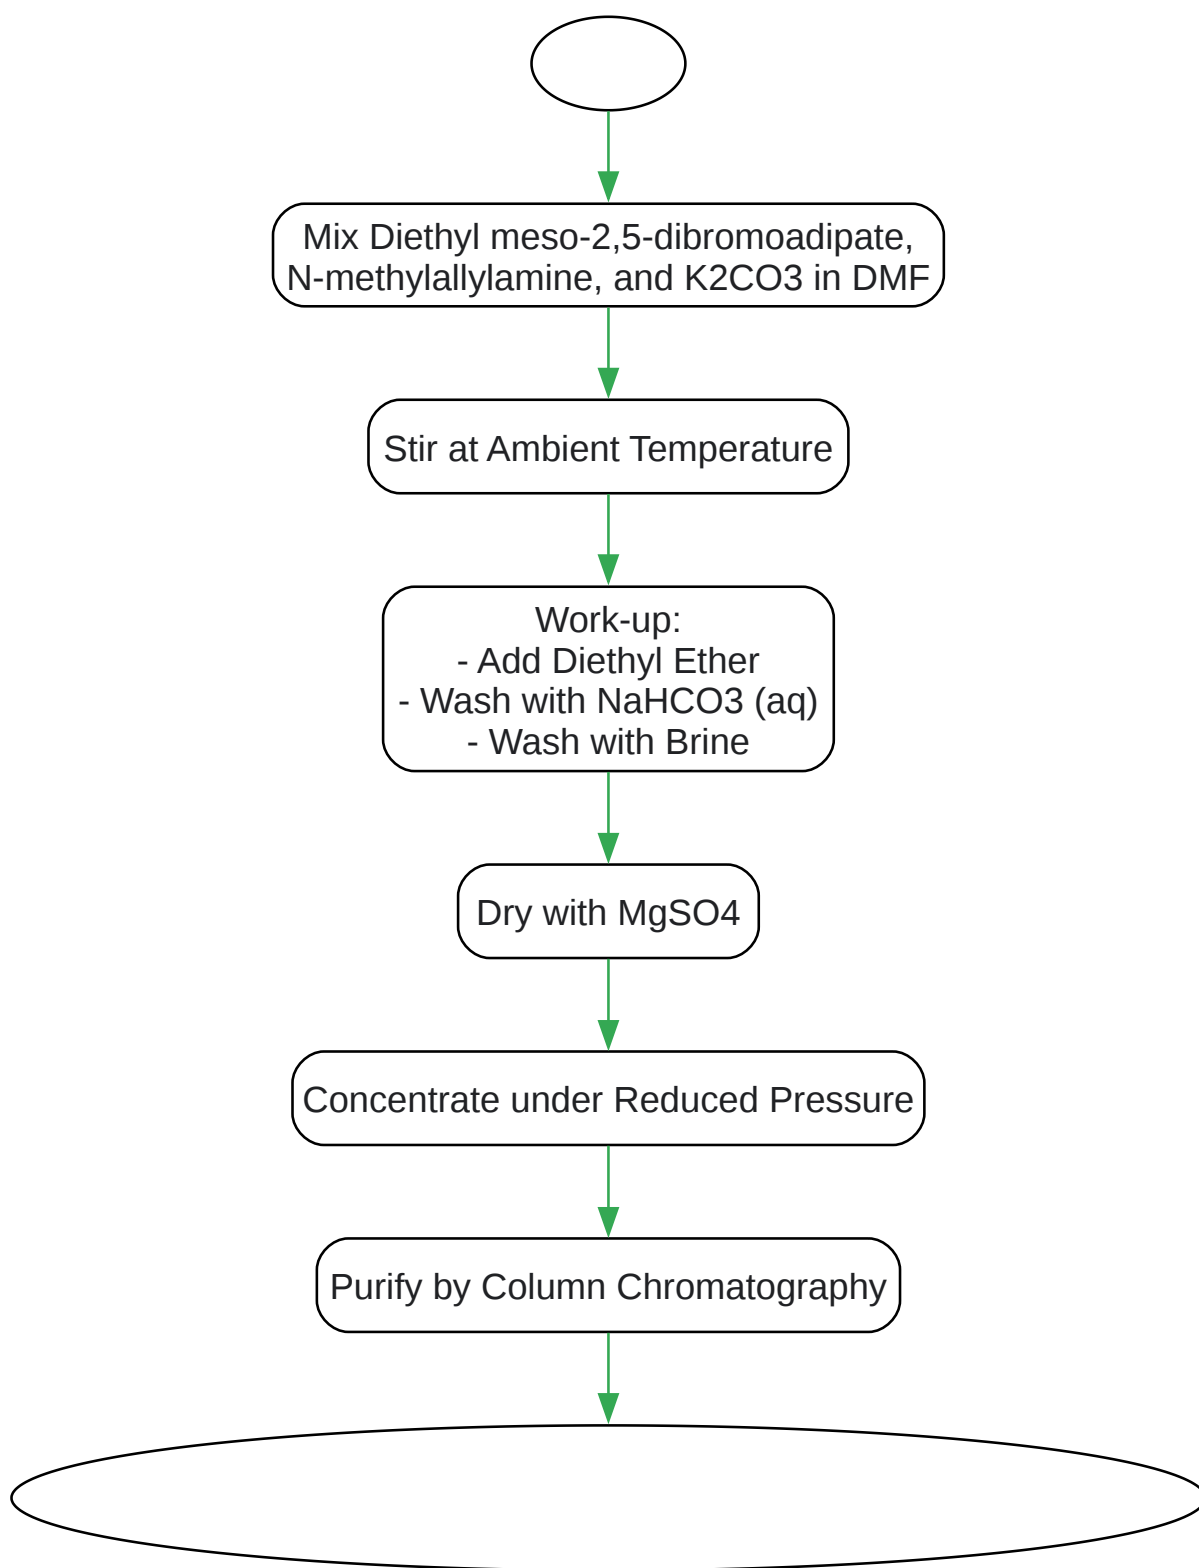 Mix Diethyl meso-2,5-dibromoadipate,
N-methylallylamine, and K2CO3 in DMF
Stir at Ambient Temperature
Work-up:
- Add Diethyl Ether
- Wash with NaHCO3 (aq)
- Wash with Brine
Dry with MgSO4
Concentrate under Reduced Pressure
Purify by Column Chromatography